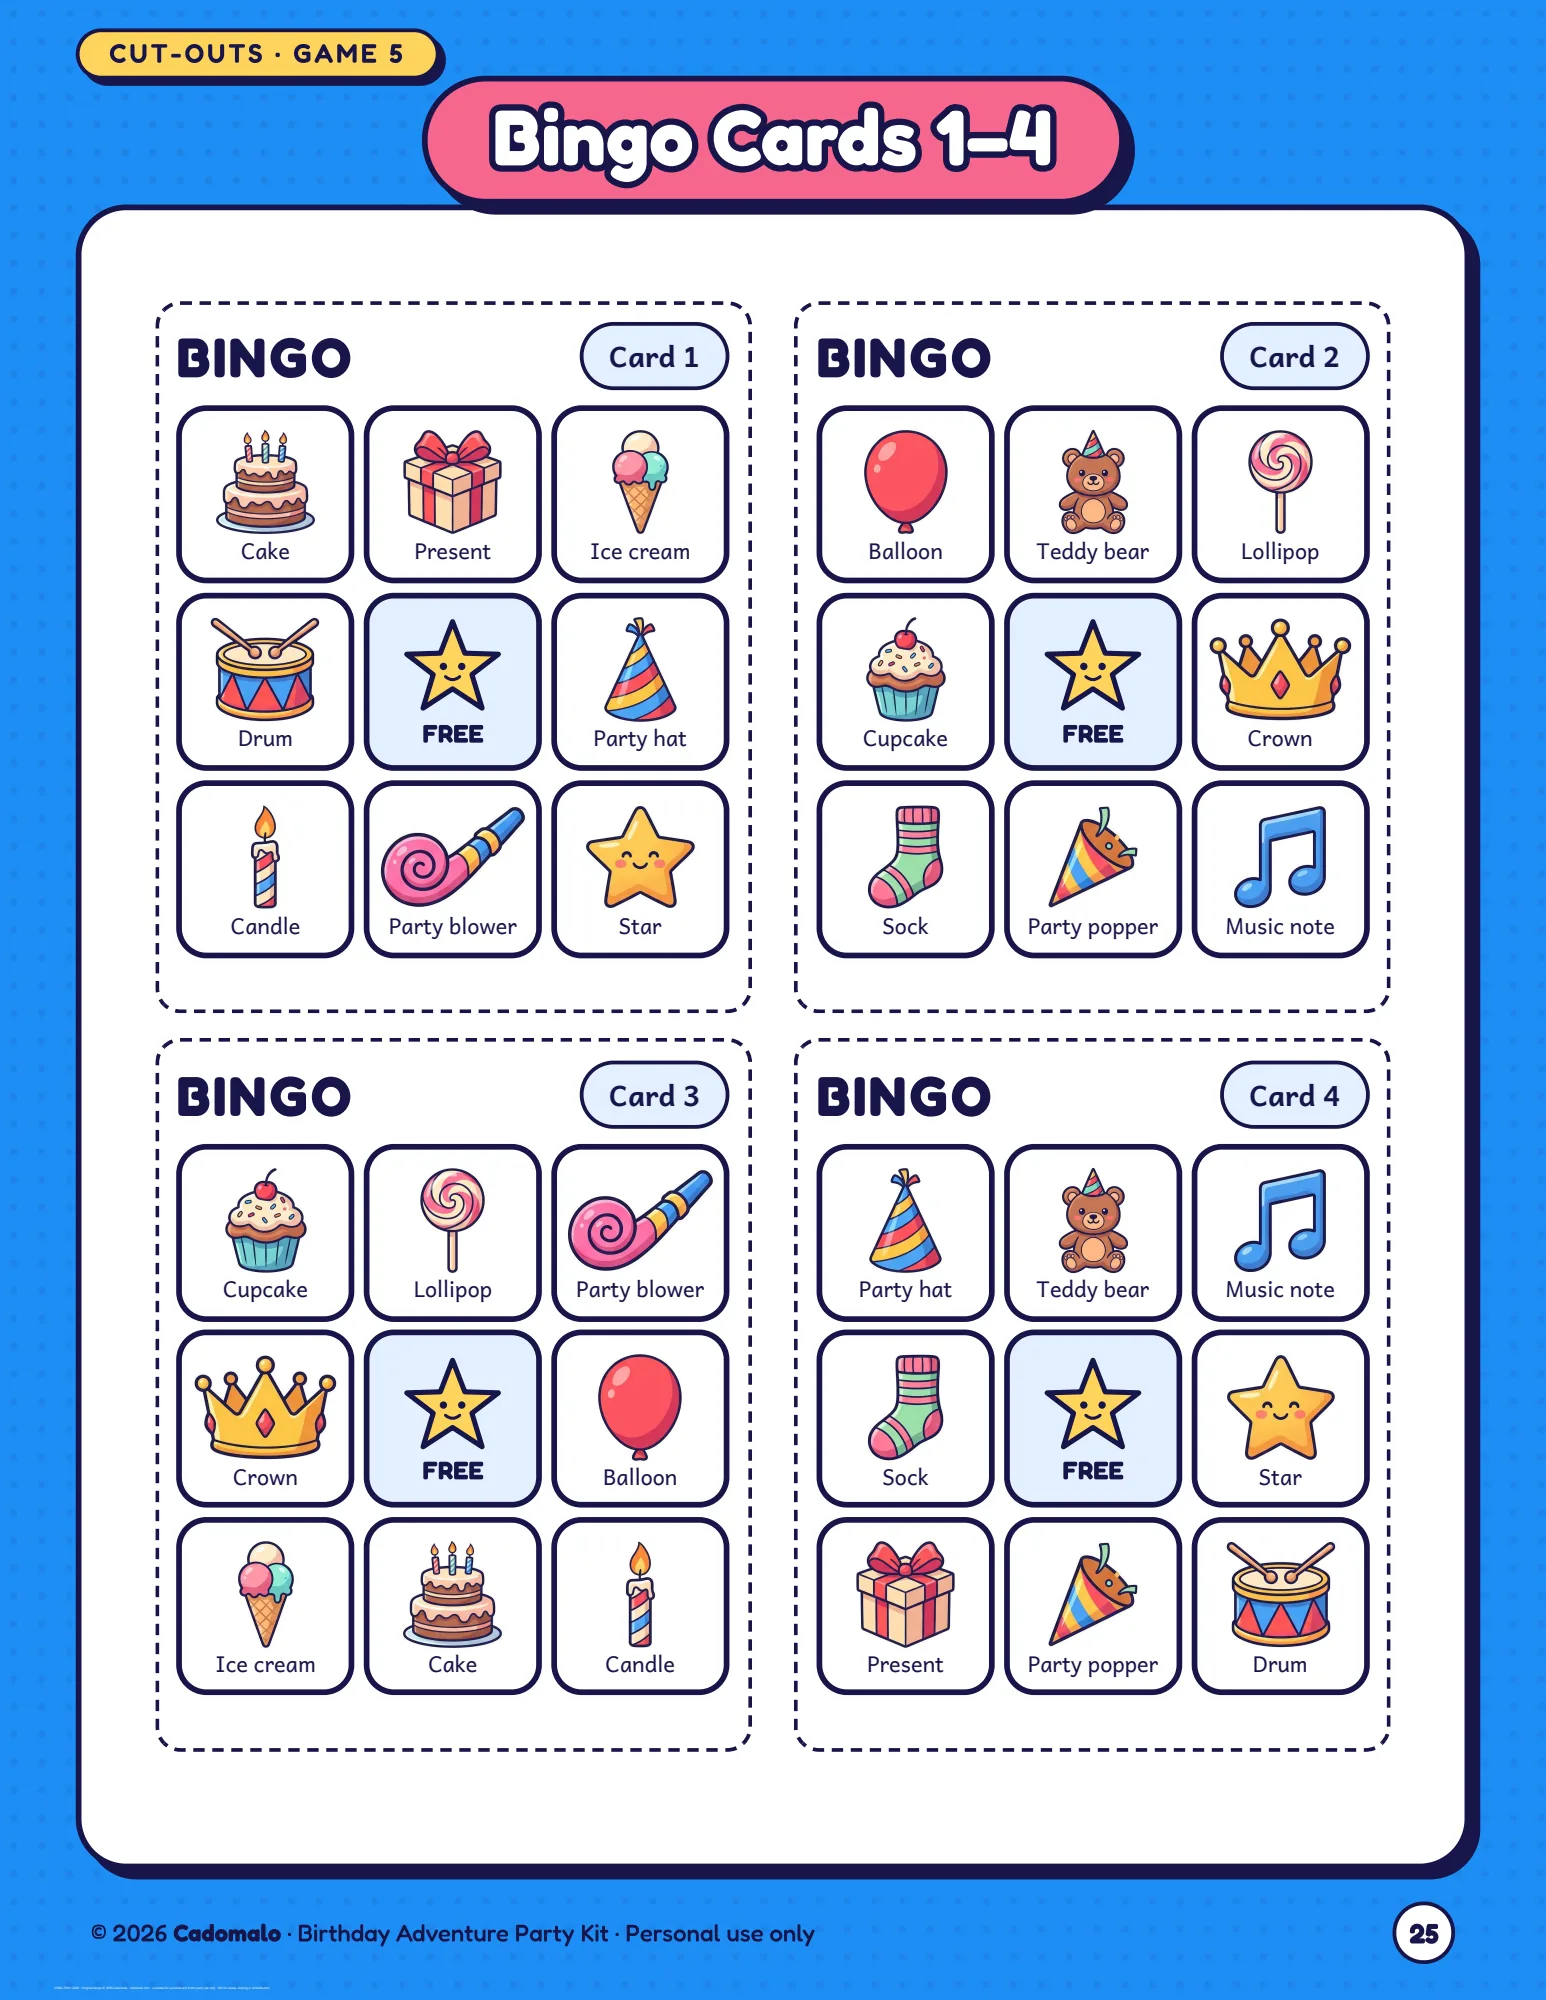 CUT-OUTS · GAME 5
Bingo Cards 1–4
BINGO
Card 1
Cake
Present
Ice cream
Drum
FREE
Party hat
Candle
Party blower
Star
BINGO
Card 2
Balloon
Teddy bear
Lollipop
Cupcake
FREE
Crown
Sock
Party popper
Music note
BINGO
Card 3
Cupcake
Lollipop
Party blower
Crown
FREE
Balloon
Ice cream
Cake
Candle
BINGO
Card 4
Party hat
Teddy bear
Music note
Sock
FREE
Star
Present
Party popper
Drum
© 2026 Cadomalo · Birthday Adventure Party Kit · Personal use only
25